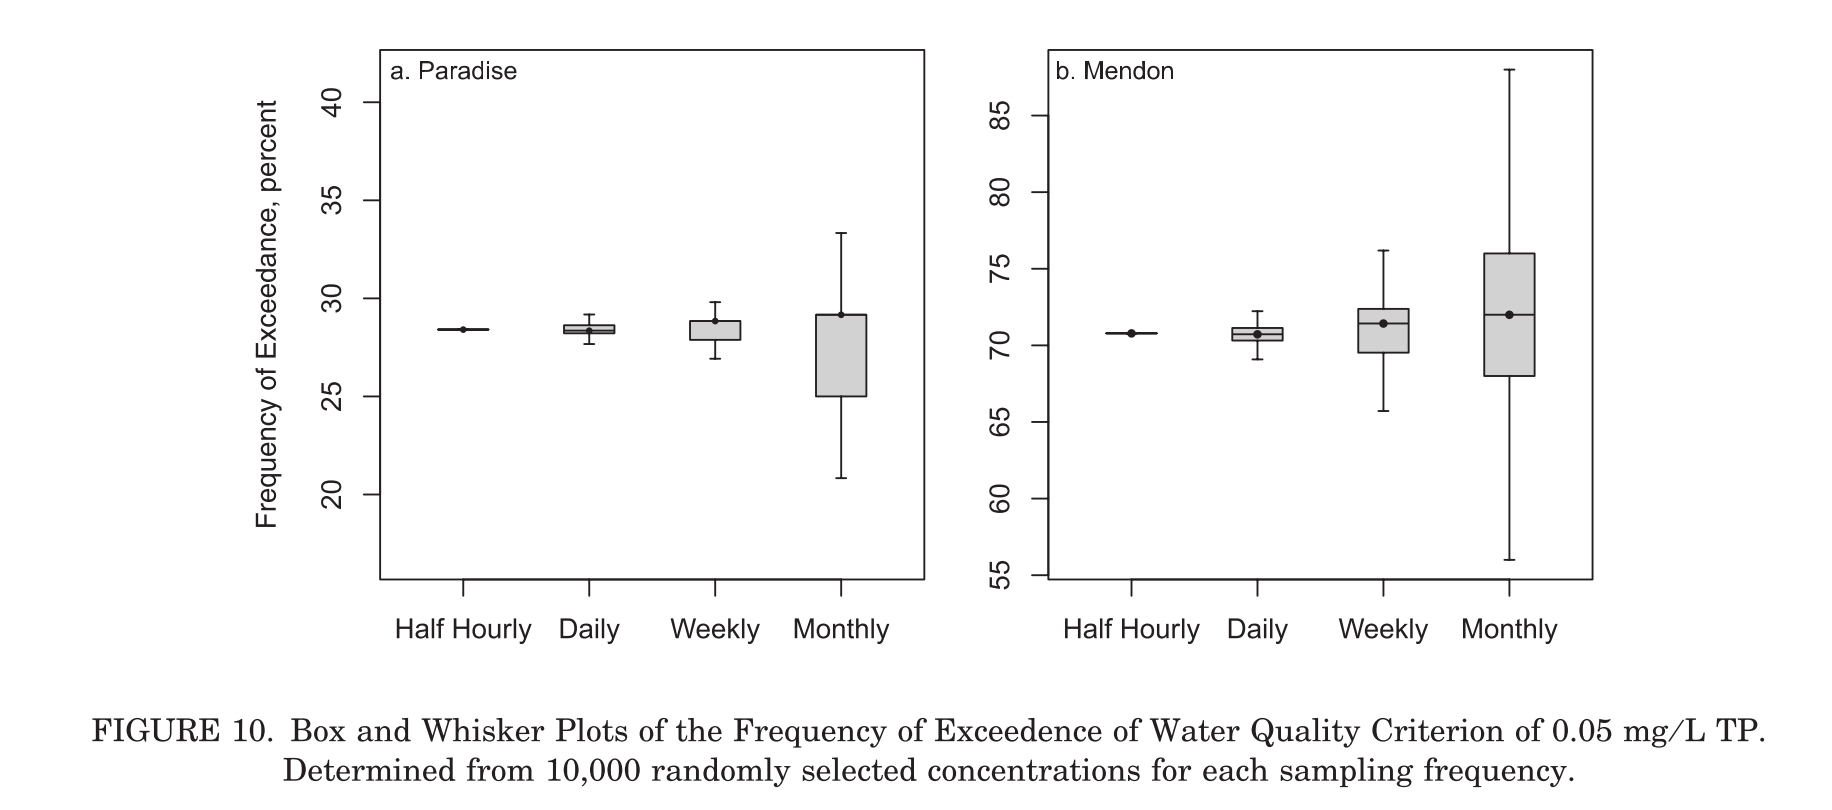 a. Paradise
Frequency of Exceedance, percent
40
35
30
25
20
Half Hourly Daily Weekly Monthly
b. Mendon
85
80
75
70
65
60
55
Half Hourly Daily Weekly Monthly
FIGURE 10. Box and Whisker Plots of the Frequency of Exceedence of Water Quality Criterion of 0.05 mg/L TP.
Determined from 10,000 randomly selected concentrations for each sampling frequency.